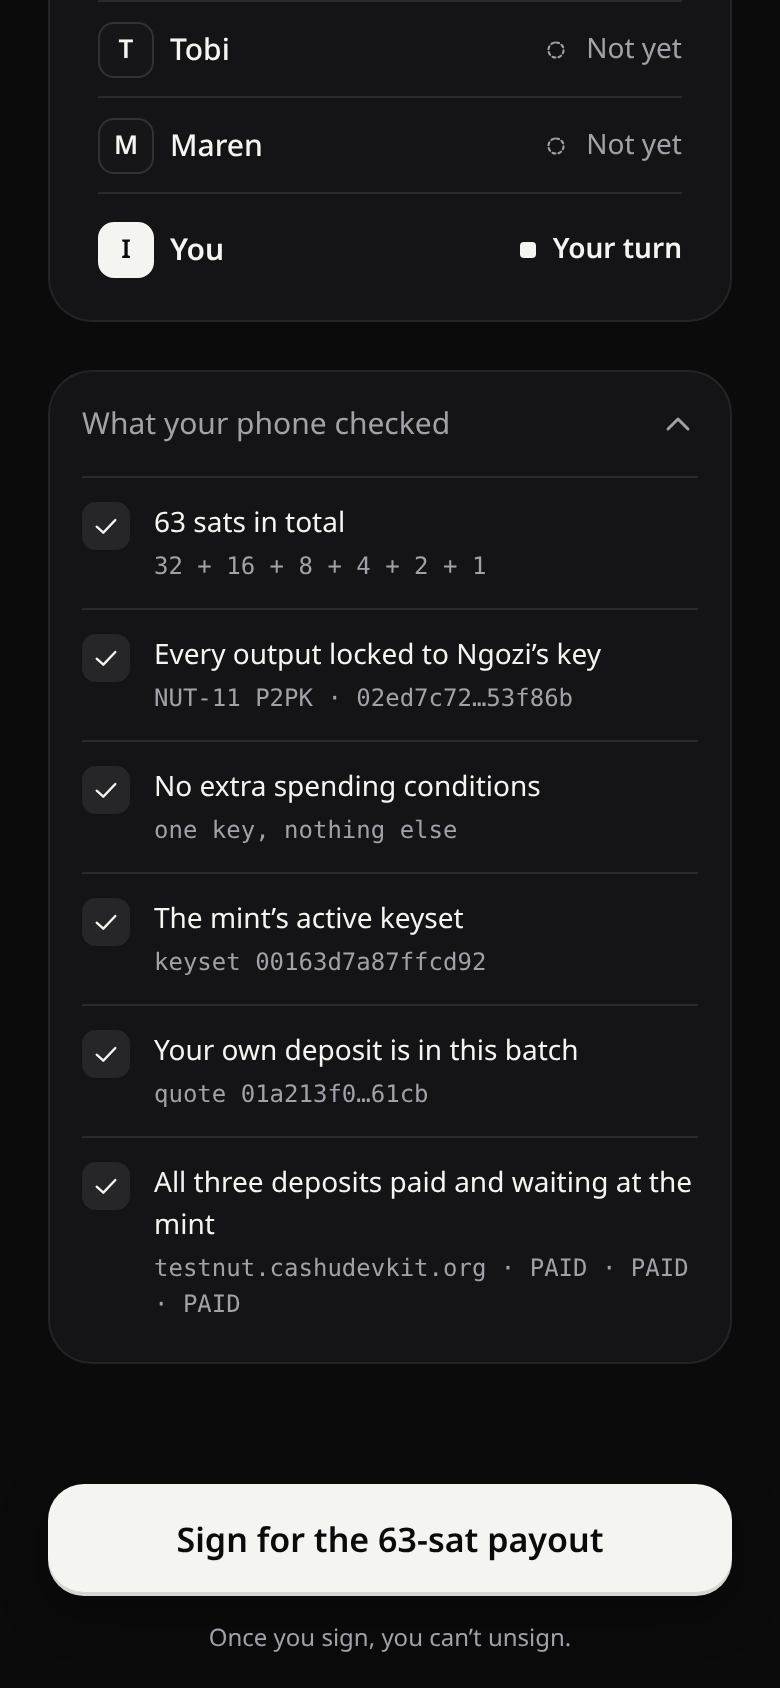 T Tobi Not yet
M Maren Not yet
I You Your turn
What your phone checked
63 sats in total
32 + 16 + 8 + 4 + 2 + 1
Every output locked to Ngozi’s key
NUT-11 P2PK · 02ed7c72…53f86b
No extra spending conditions
one key, nothing else
The mint’s active keyset
keyset 00163d7a87ffcd92
Your own deposit is in this batch
quote 01a213f0…61cb
All three deposits paid and waiting at the
mint
testnut.cashudevkit.org · PAID · PAID
· PAID
Sign for the 63-sat payout
Once you sign, you can’t unsign.